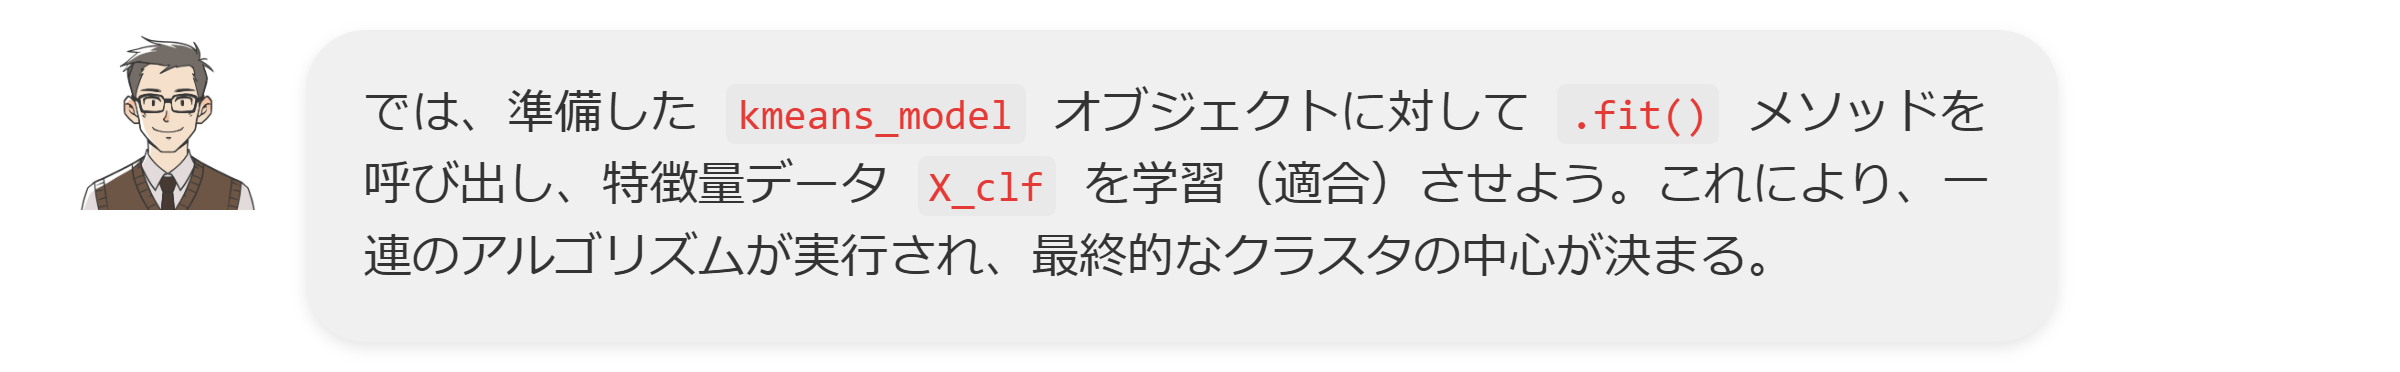 では、準備した kmeans_model オブジェクトに対して .fit() メソッドを
呼び出し、特徴量データ X_clf を学習（適合）させよう。これにより、一
連のアルゴリズムが実行され、最終的なクラスタの中心が決まる。